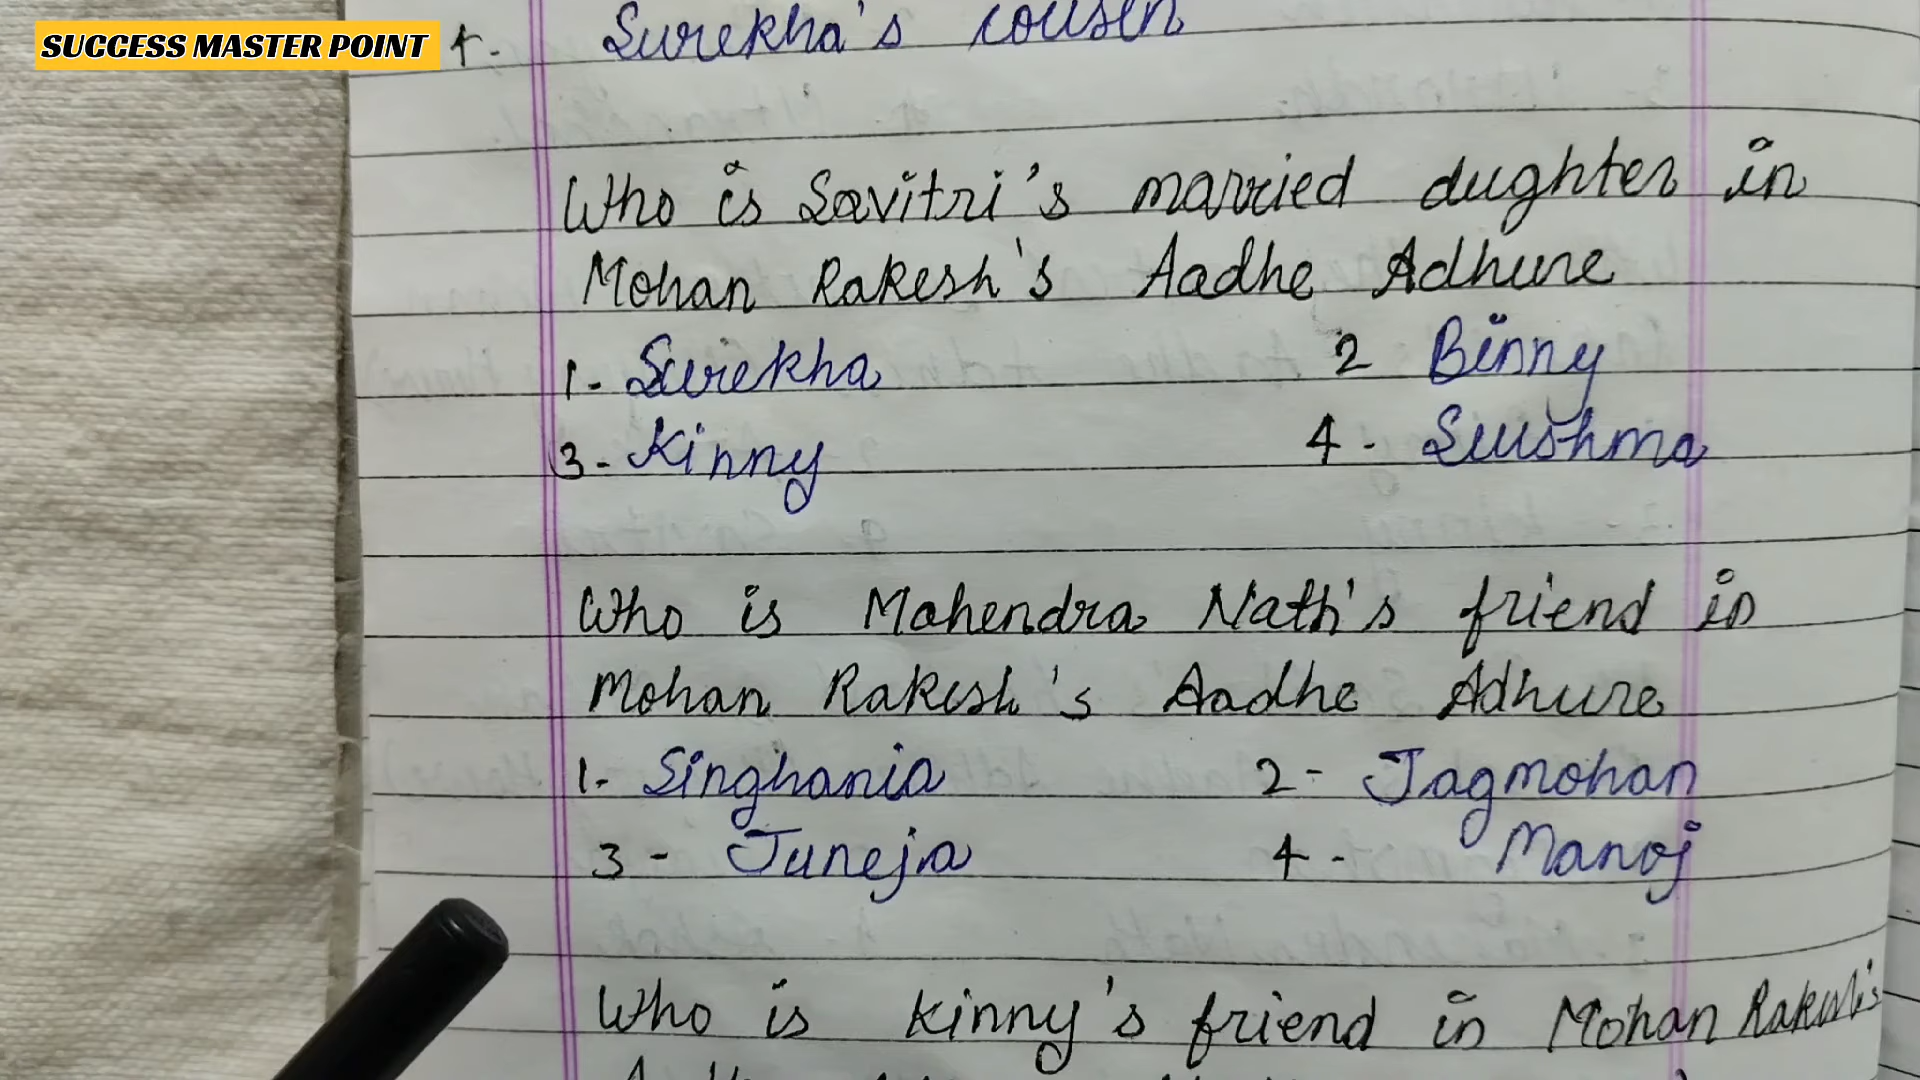 SUCCESS MASTER POINT
4. Surekha's cousin
Who is Savitri's married dughter in
Mohan Rakesh's Aadhe Adhure
1. Surekha 2 Binny
3. Kinny 4. Sushma
Who is Mahendra Nath's friend in
Mohan Rakesh's Aadhe Adhure
1. Singhania 2- Jagmohan
3 - Juneja 4. Manoj
Who is kinny's friend in Mohan Rakesh's